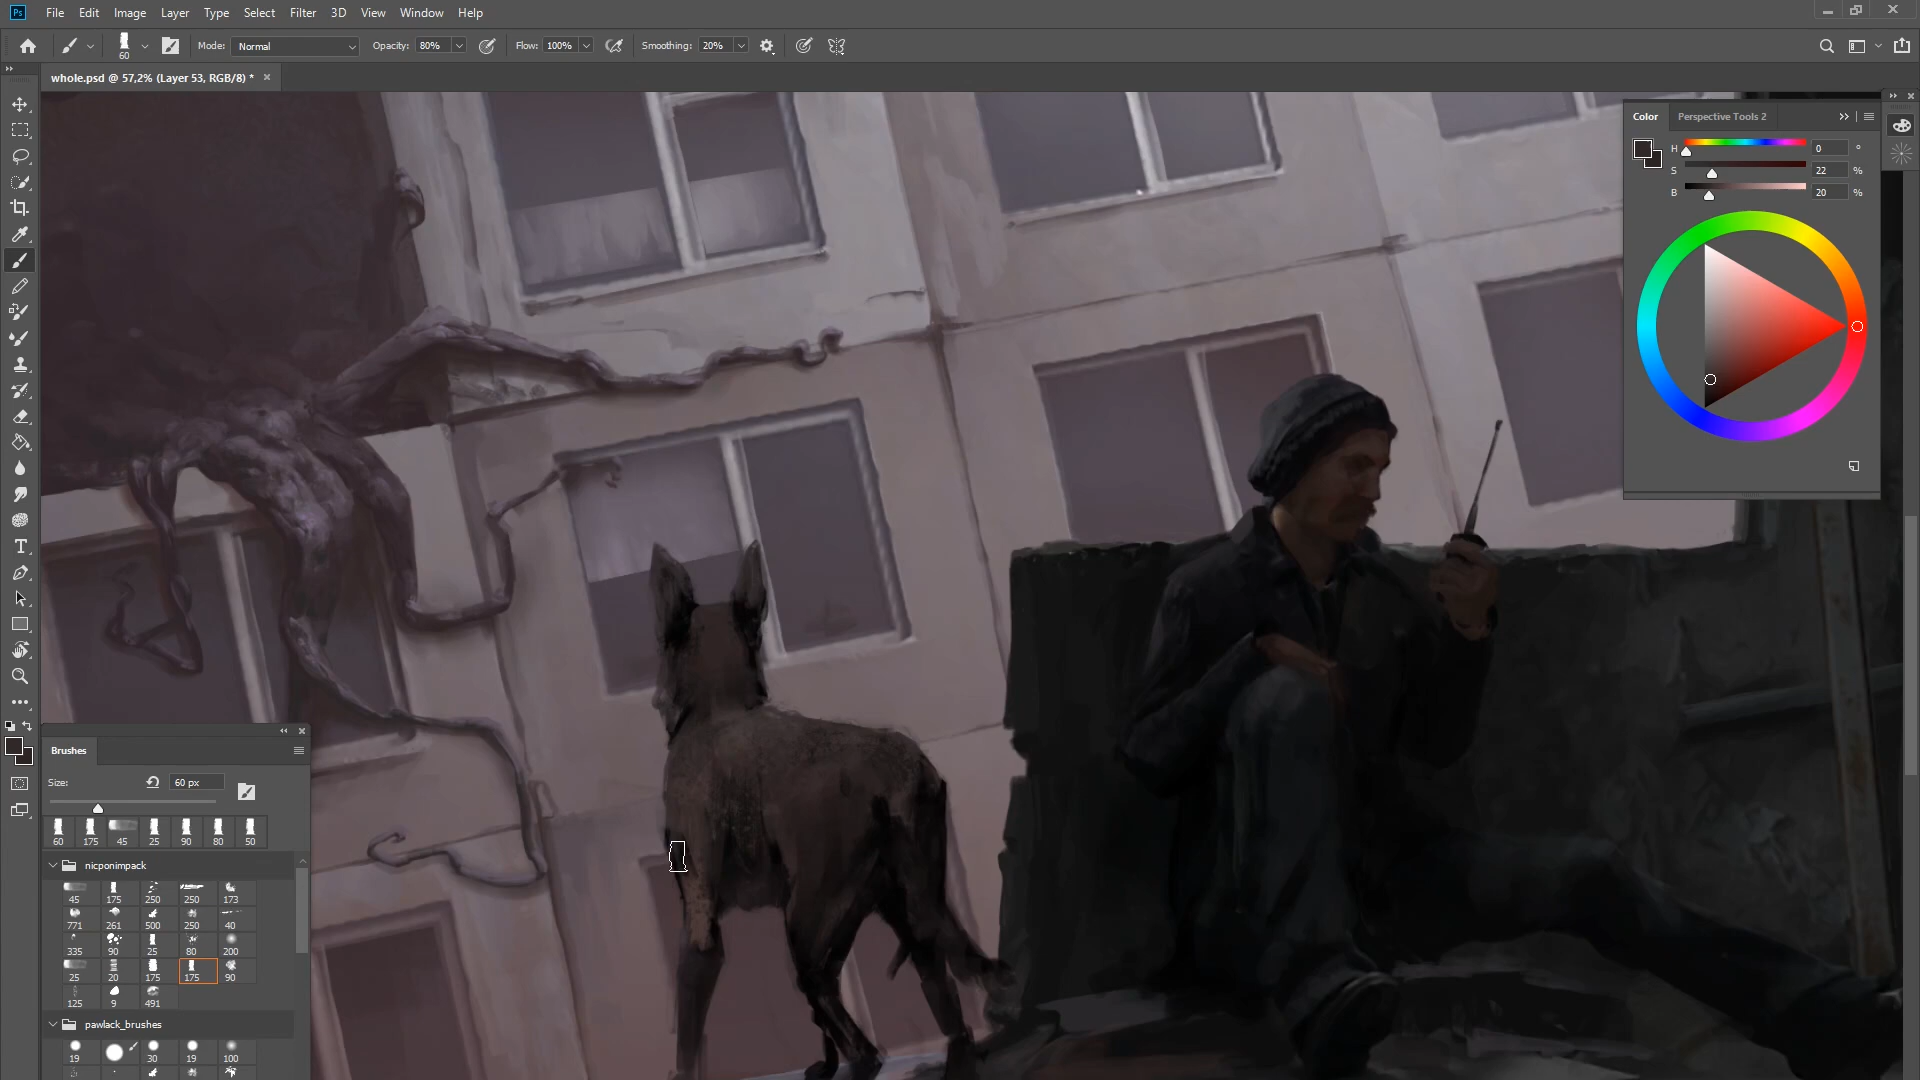 Ps File Edit Image Layer Type Select Filter 3D View Window Help
60 Mode: Normal Opacity: 80% Flow: 100% Smoothing: 20%
whole.psd @ 57,2% (Layer 53, RGB/8) *
Color Perspective Tools 2
H 0 °
S 22 %
B 20 %
Brushes
Size: 60 px
60 175 45 25 90 80 50
nicponimpack
45 175 250 250 173
771 261 500 250 40
335 90 25 80 200
25 20 175 175 90
125 9 491
pawlack_brushes
19 30 19 100